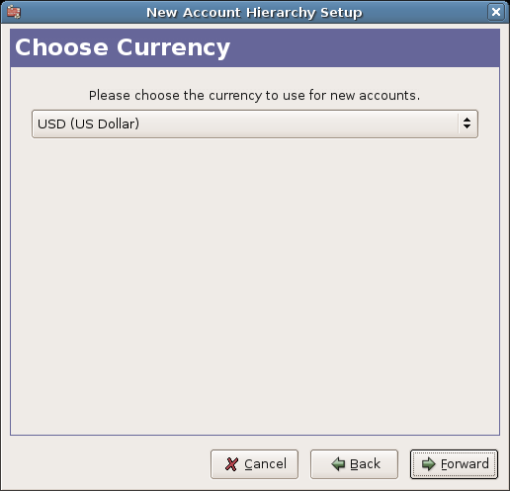 New Account Hierarchy Setup
Choose Currency
Please choose the currency to use for new accounts.
USD (US Dollar)
Cancel
Back
Forward